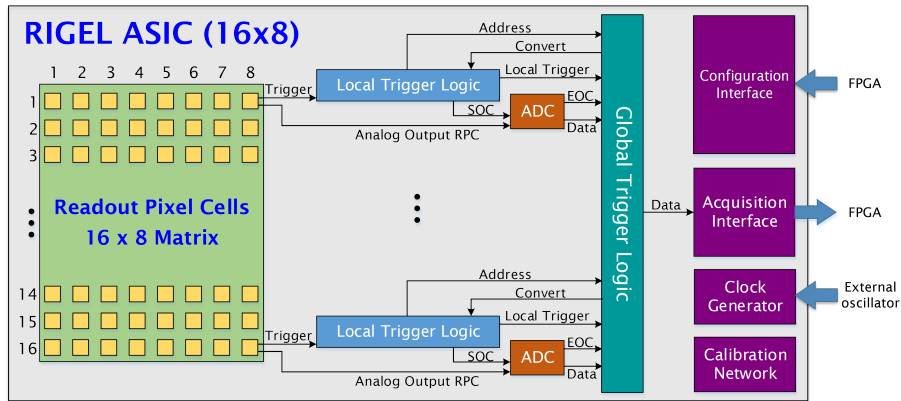 RIGEL ASIC (16x8)
1 2 3 4 5 6 7 8
1
2
3
14
15
16
Readout Pixel Cells
16 x 8 Matrix
Trigger
Local Trigger Logic
Address
Convert
Local Trigger
SOC
ADC
EOC
Data
Analog Output RPC
Trigger
Local Trigger Logic
Address
Convert
Local Trigger
SOC
ADC
EOC
Data
Analog Output RPC
Global Trigger Logic
Data
Configuration
Interface
FPGA
Acquisition
Interface
FPGA
Clock
Generator
External
oscillator
Calibration
Network